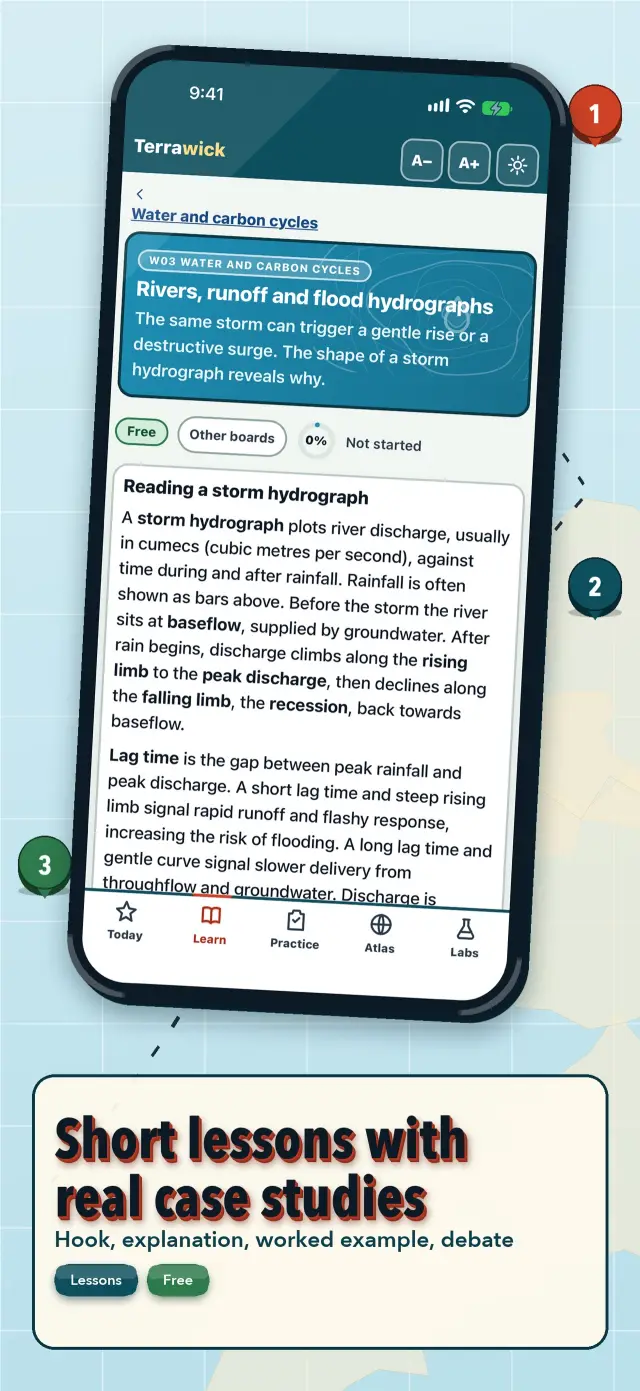 9:41
Terrawick
A−
A+
Water and carbon cycles
W03 WATER AND CARBON CYCLES
Rivers, runoff and flood hydrographs
The same storm can trigger a gentle rise or a
destructive surge. The shape of a storm
hydrograph reveals why.
Free
Other boards
0%
Not started
Reading a storm hydrograph
A storm hydrograph plots river discharge, usually
in cumecs (cubic metres per second), against
time during and after rainfall. Rainfall is often
shown as bars above. Before the storm the river
sits at baseflow, supplied by groundwater. After
rain begins, discharge climbs along the rising
limb to the peak discharge, then declines along
the falling limb, the recession, back towards
baseflow.
Lag time is the gap between peak rainfall and
peak discharge. A short lag time and steep rising
limb signal rapid runoff and flashy response,
increasing the risk of flooding. A long lag time and
gentle curve signal slower delivery from
throughflow and groundwater. Discharge is
Today
Learn
Practice
Atlas
Labs
1
2
3
Short lessons with
real case studies
Hook, explanation, worked example, debate
Lessons
Free